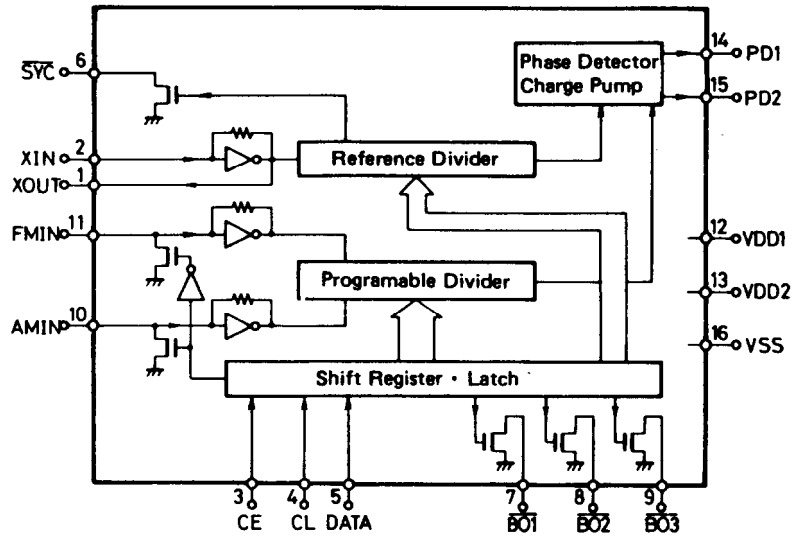 14
PD1
6
SYC
Phase Detector
Charge Pump
15
PD2
2
XIN
Reference Divider
1
XOUT
11
FMIN
12
VDD1
Programable Divider
13
VDD2
10
AMIN
16
VSS
Shift Register · Latch
3 4 5 7 8 9
CE CL DATA BO1 BO2 BO3